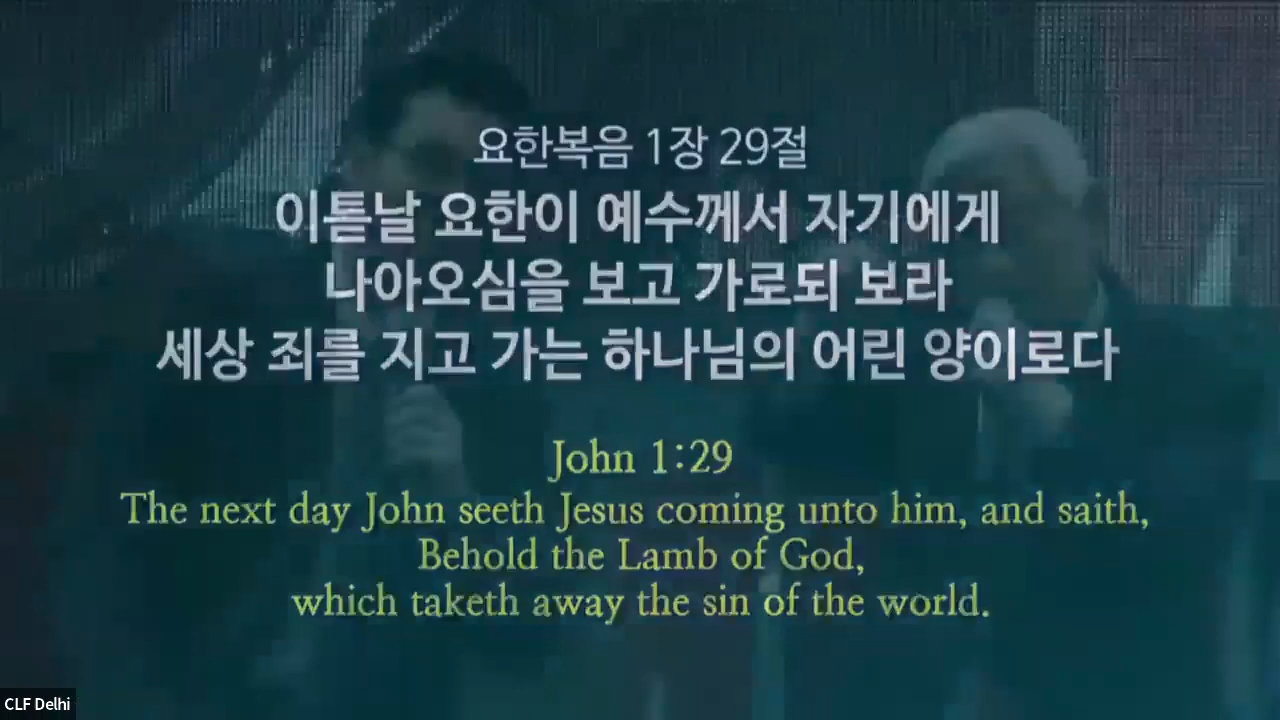 요한복음 1장 29절
이튿날 요한이 예수께서 자기에게
나아오심을 보고 가로되 보라
세상 죄를 지고 가는 하나님의 어린 양이로다
John 1:29
The next day John seeth Jesus coming unto him, and saith,
Behold the Lamb of God,
which taketh away the sin of the world.
CLF Delhi